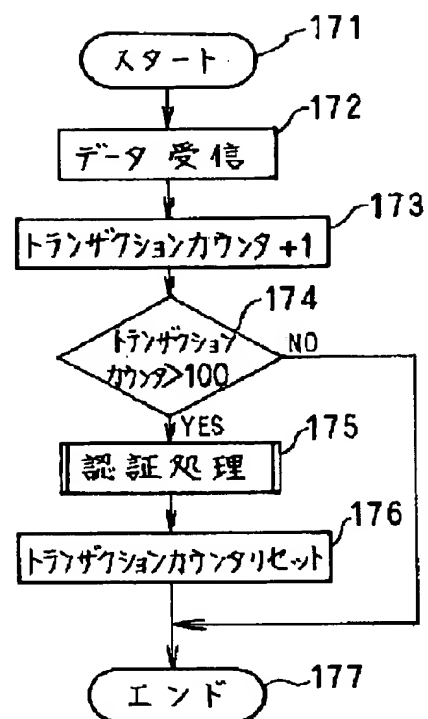 171
スタート
172
データ 受信
173
トランザクションカウンタ +1
174
トランザクション
カウンタ>100
NO
YES
175
認証処理
176
トランザクションカウンタリセット
エンド
177